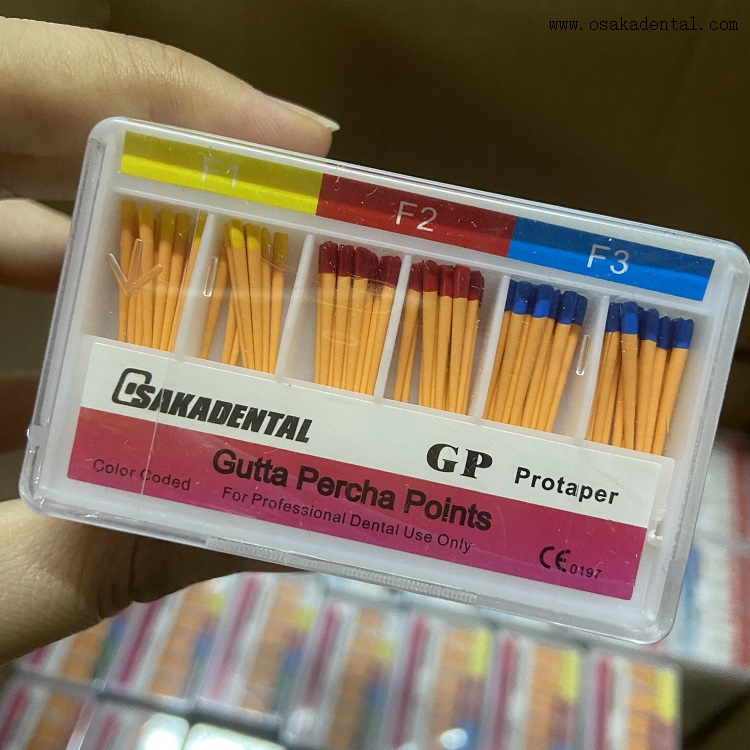 www.osakadental.com
F1
F2
F3
OSAKADENTAL
GP Protaper
Gutta Percha Points
Color Coded
For Professional Dental Use Only
CE 0197